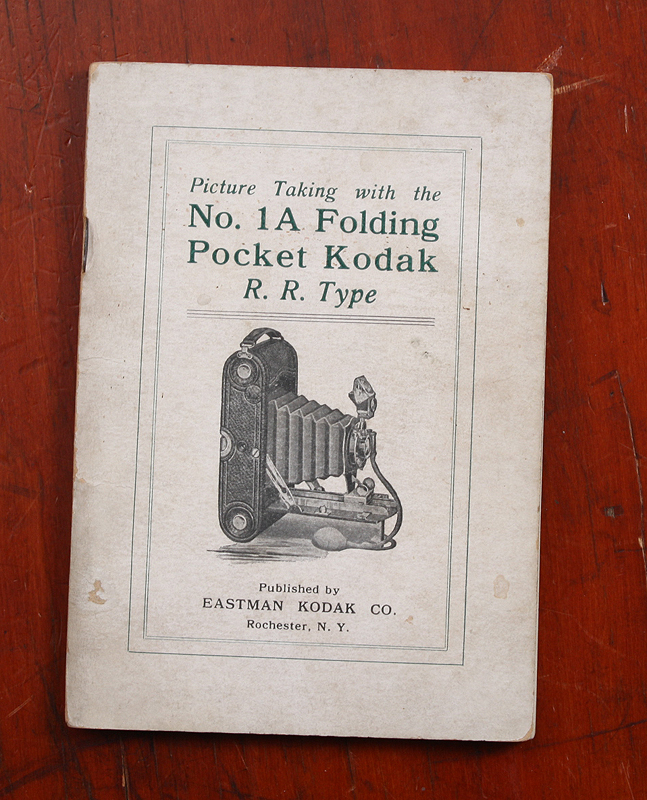 Picture Taking with the
No. 1A Folding
Pocket Kodak
R. R. Type
Published by
EASTMAN KODAK CO.
Rochester, N. Y.